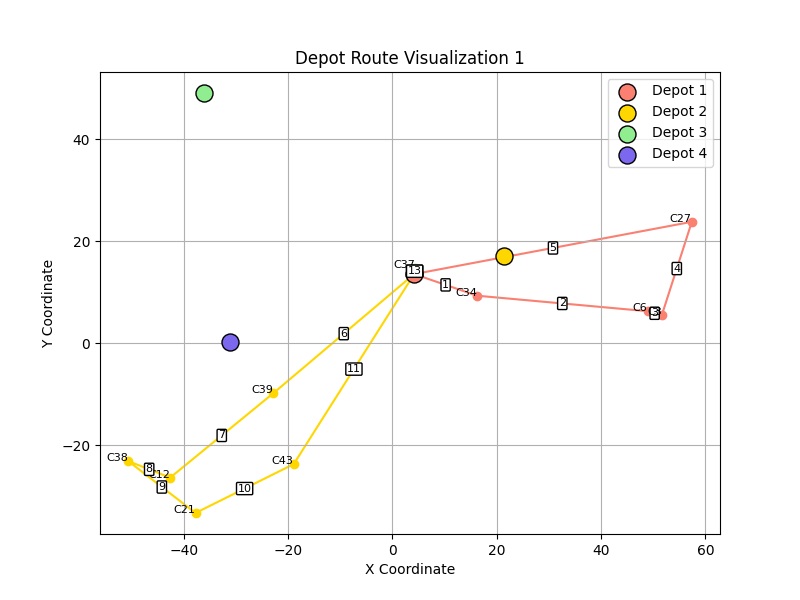 Depot Route Visualization 1
Depot 1
Depot 2
Depot 3
Depot 4
40
20
0
−20
Y Coordinate
C27
C37
13
5
4
1
C34
2
C6
3
6
11
C39
7
C38
8
C12
9
C21
10
C43
−40
−20
0
20
40
60
X Coordinate